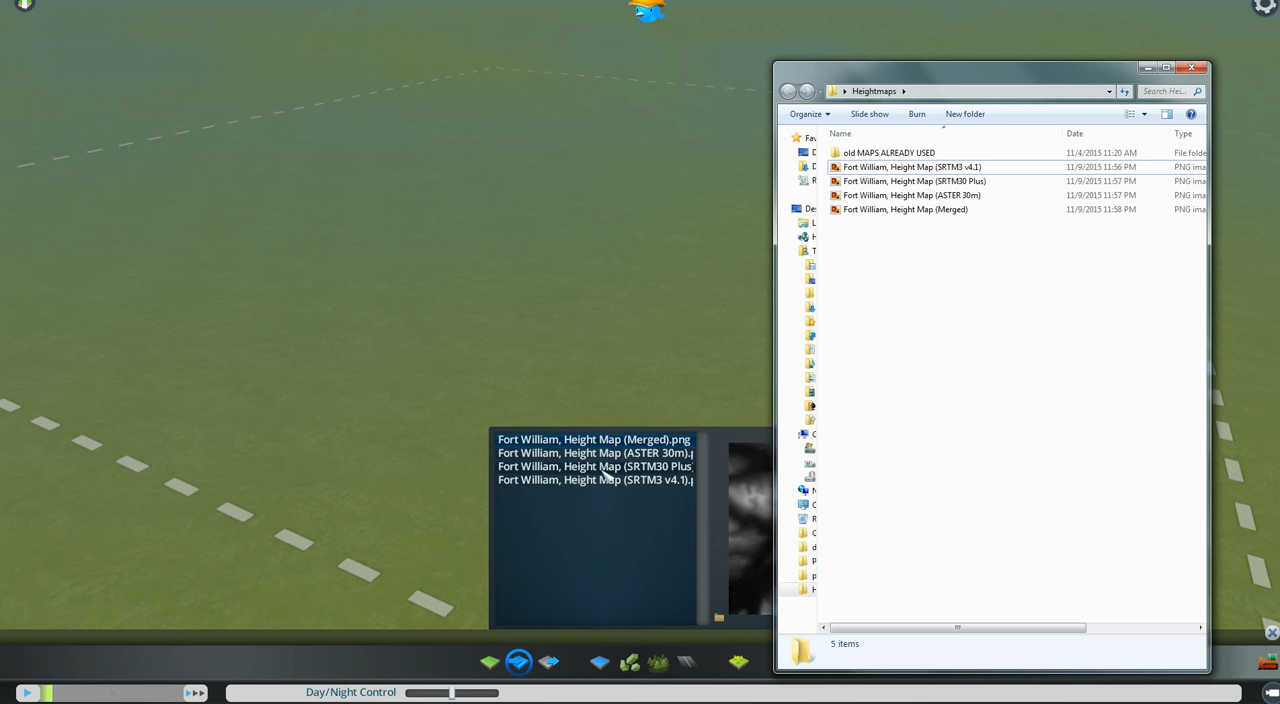 Heightmaps
Search Hei...
Organize
Slide show
Burn
New folder
Name
Date
Type
Fav
old MAPS ALREADY USED
11/4/2015 11:20 AM
File folde
Fort William, Height Map (SRTM3 v4.1)
11/9/2015 11:56 PM
PNG ima
Fort William, Height Map (SRTM30 Plus)
11/9/2015 11:57 PM
PNG ima
Fort William, Height Map (ASTER 30m)
11/9/2015 11:57 PM
PNG ima
Fort William, Height Map (Merged)
11/9/2015 11:58 PM
PNG ima
Des
Fort William, Height Map (Merged).png
Fort William, Height Map (ASTER 30m).p
Fort William, Height Map (SRTM30 Plus)
Fort William, Height Map (SRTM3 v4.1).p
5 items
Day/Night Control